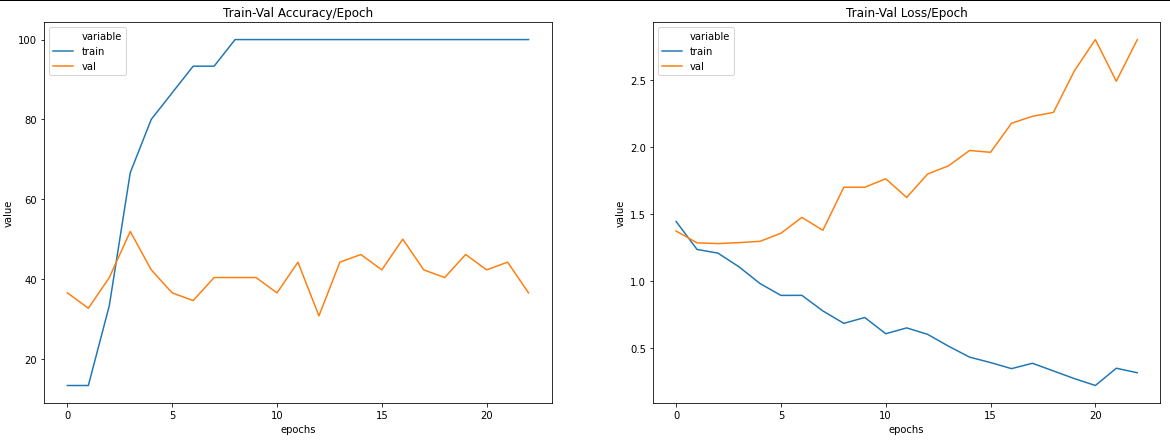 Train-Val Accuracy/Epoch
variable
train
val
100
80
60
40
20
value
0 5 10 15 20
epochs
Train-Val Loss/Epoch
variable
train
val
2.5
2.0
1.5
1.0
0.5
value
0 5 10 15 20
epochs